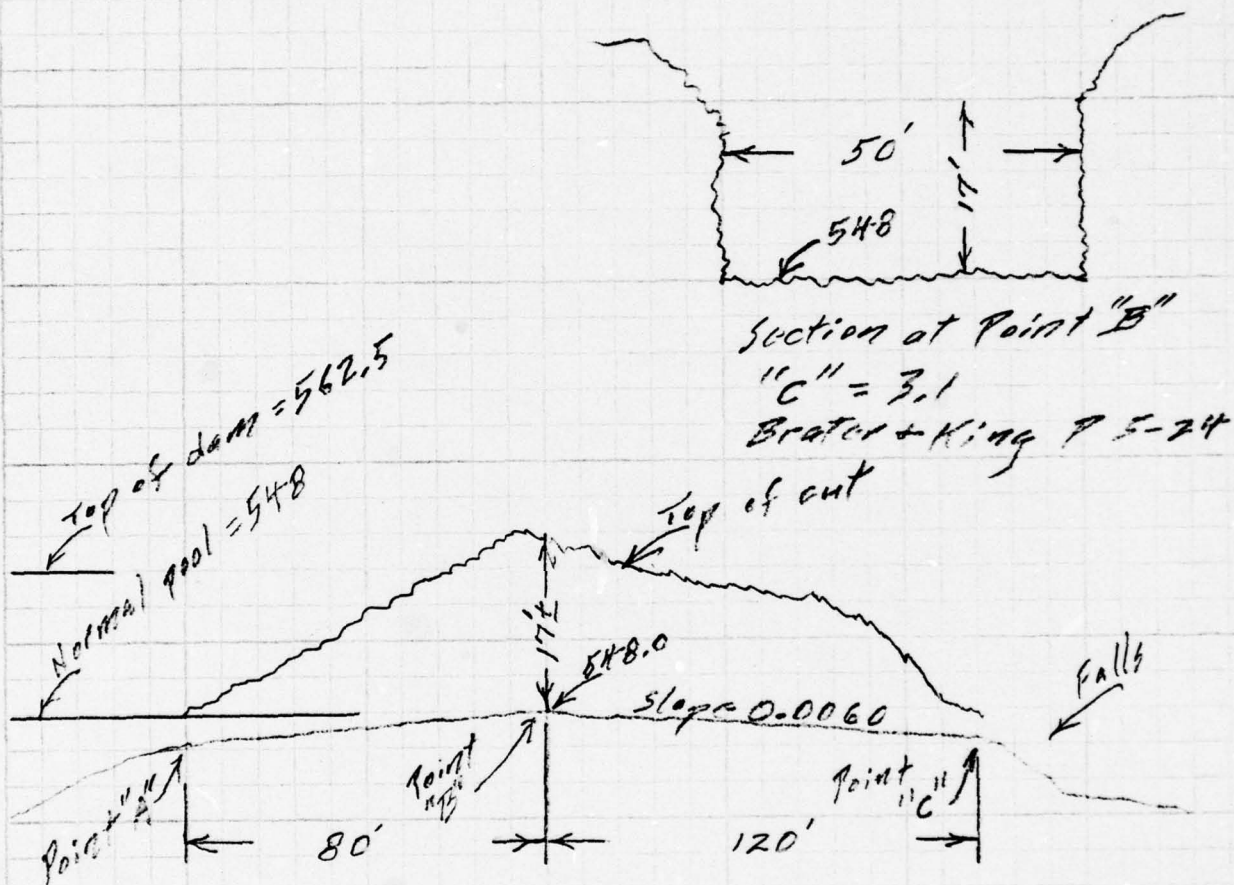 50'
17'
548
Section at Point "B"
"C" = 3.1
Brater + King P 5-24
Top of dam = 562.5
Normal pool = 548
Top of cut
17'±
548.0
Slope 0.0060
Falls
Point "A"
Point "B"
Point "C"
80'
120'